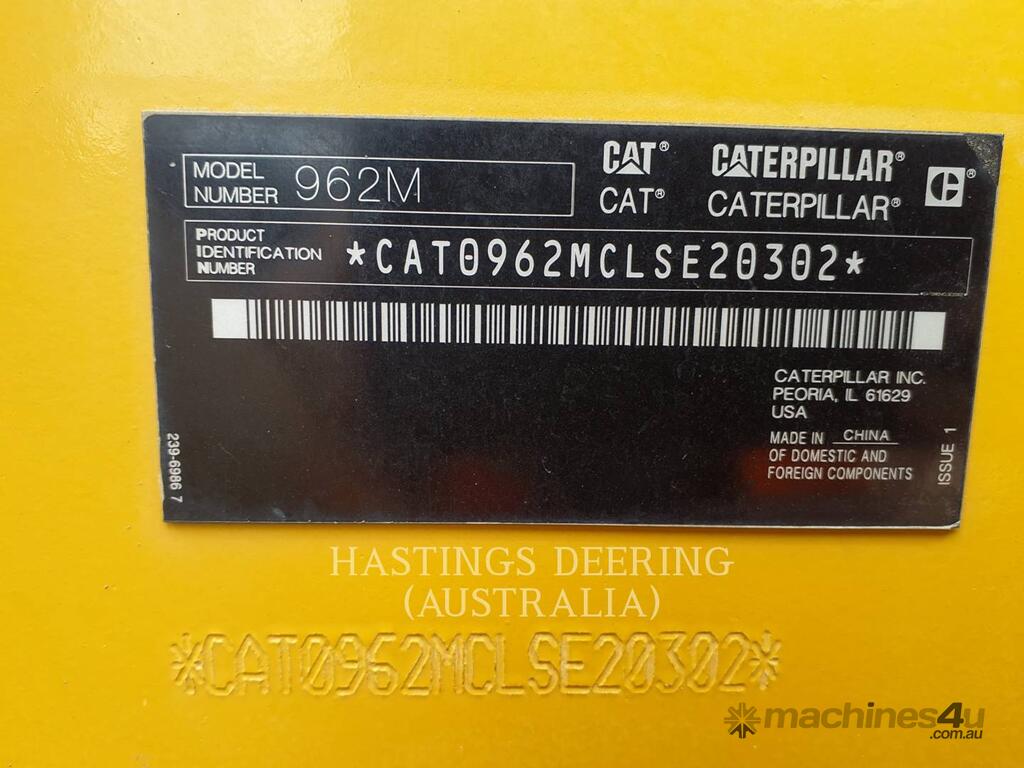 MODEL NUMBER 962M
CAT® CATERPILLAR®
CAT® CATERPILLAR®
PRODUCT IDENTIFICATION NUMBER *CAT0962MCLSE20302*
CATERPILLAR INC.
PEORIA, IL 61629
USA
MADE IN CHINA
OF DOMESTIC AND
FOREIGN COMPONENTS
ISSUE 1
239-6986 7
HASTINGS DEERING
(AUSTRALIA)
*CAT0962MCLSE20302*
machines4u
.com.au